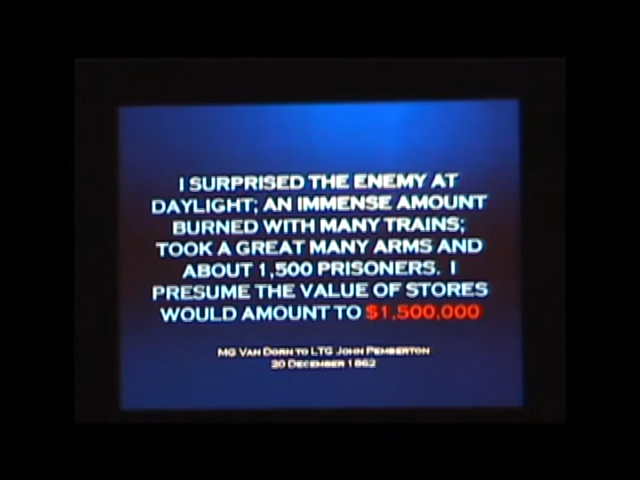 I SURPRISED THE ENEMY AT
DAYLIGHT; AN IMMENSE AMOUNT
BURNED WITH MANY TRAINS;
TOOK A GREAT MANY ARMS AND
ABOUT 1,500 PRISONERS. I
PRESUME THE VALUE OF STORES
WOULD AMOUNT TO $1,500,000
MG VAN DORN TO LTG JOHN PEMBERTON
20 DECEMBER 1862